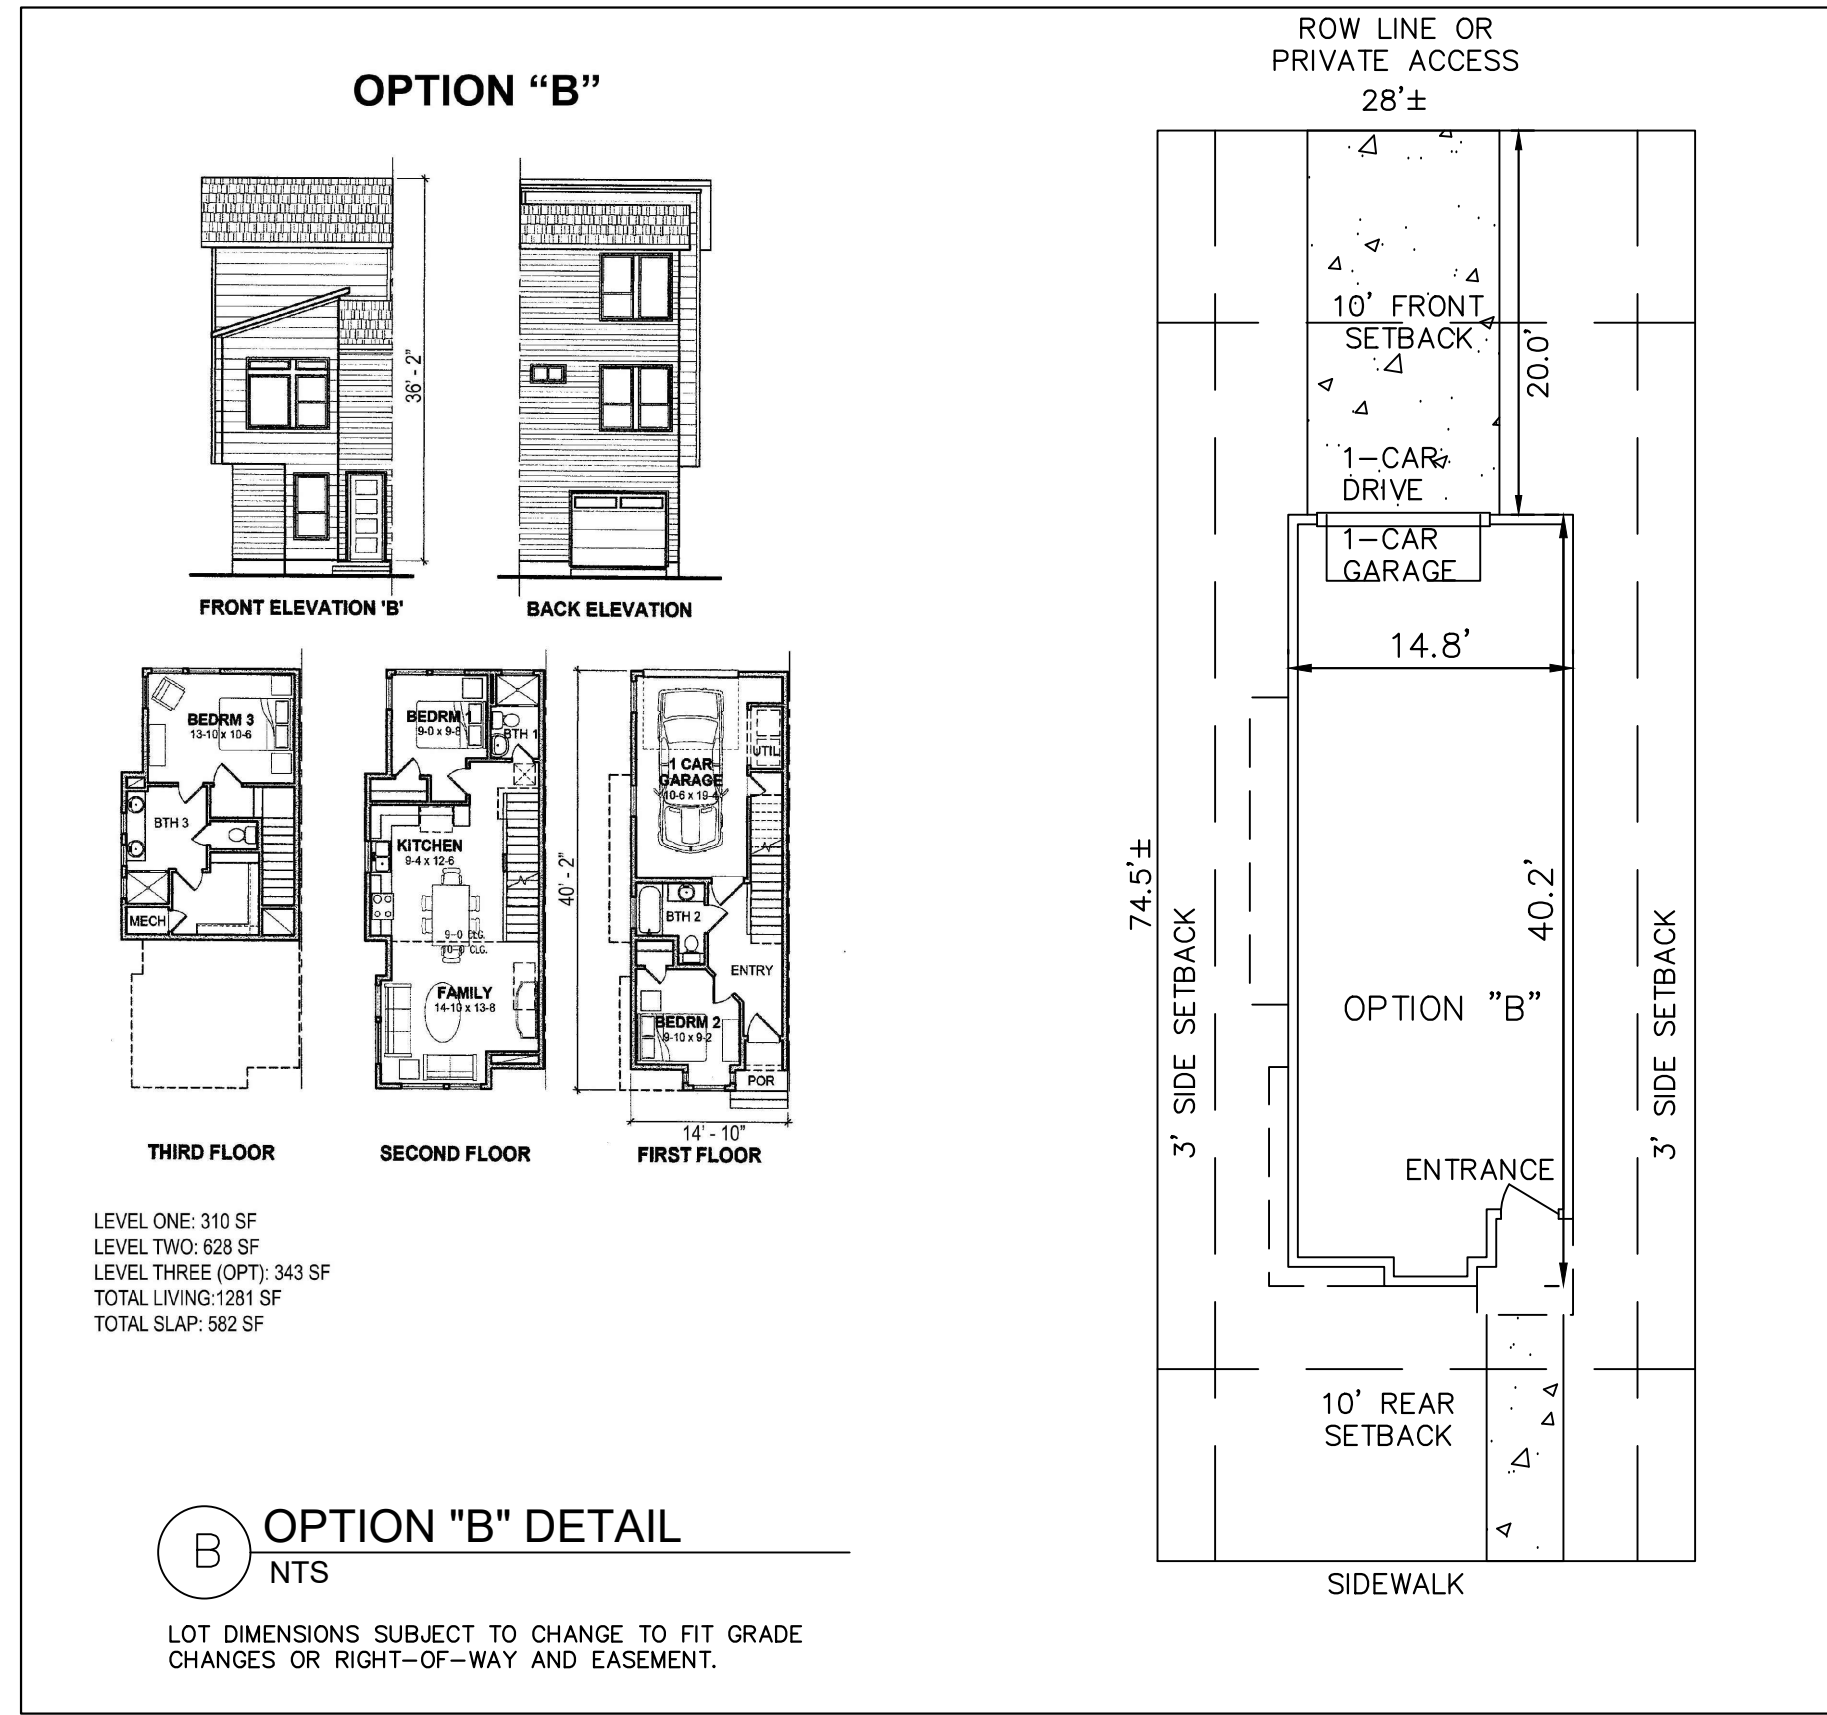 OPTION “B”
36' - 2"
FRONT ELEVATION 'B'
BACK ELEVATION
BEDRM 3
13-10 x 10-6
BTH 3
MECH
THIRD FLOOR
BEDRM 1
9-0 x 9-8
BTH 1
KITCHEN
9-4 x 12-6
9-0 CLG.
10-0 CLG.
FAMILY
14-10 x 13-8
SECOND FLOOR
40' - 2"
UTIL
1 CAR
GARAGE
10-6 x 19-4
BTH 2
ENTRY
BEDRM 2
9-10 x 9-2
POR
14' - 10"
FIRST FLOOR
LEVEL ONE: 310 SF
LEVEL TWO: 628 SF
LEVEL THREE (OPT): 343 SF
TOTAL LIVING:1281 SF
TOTAL SLAP: 582 SF
B
OPTION "B" DETAIL
NTS
LOT DIMENSIONS SUBJECT TO CHANGE TO FIT GRADE
CHANGES OR RIGHT-OF-WAY AND EASEMENT.
ROW LINE OR
PRIVATE ACCESS
28'±
10' FRONT
SETBACK
20.0'
1-CAR
DRIVE
1-CAR
GARAGE
14.8'
74.5'±
3' SIDE SETBACK
40.2'
3' SIDE SETBACK
OPTION "B"
ENTRANCE
10' REAR
SETBACK
SIDEWALK